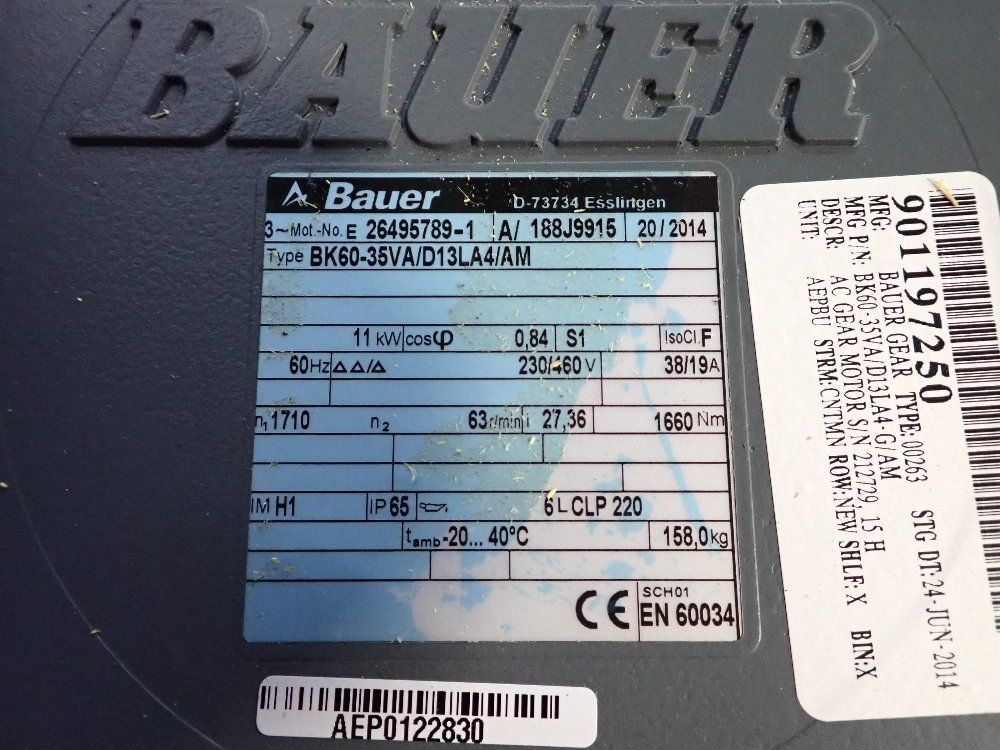 BAUER
Bauer D-73734 Esslingen
3~Mot.-No. E 26495789-1 A/ 188J9915 20/2014
Type BK60-35VA/D13LA4/AM
11 kW cosφ 0,84 S1 IsoCl. F
60Hz ΔΔ/Δ 230/460 V 38/19A
n₁ 1710 n₂ 63 r/min i 27,36 1660 Nm
IM H1 IP 65 6 L CLP 220
tamb -20... 40°C 158,0kg
CE SCH01
EN 60034
AEP0122830
9011197250
MFG: BAUER GEAR TYPE:00263 STG DT:24-JUN-2014
MFG P/N: BK60-35VA/D13LA4-G/AM
DESCR: AC GEAR MOTOR S/N 212729, 15 H
UNIT: AEPBU STRM:CNTMN ROW:NEW SHLF:X BIN:X